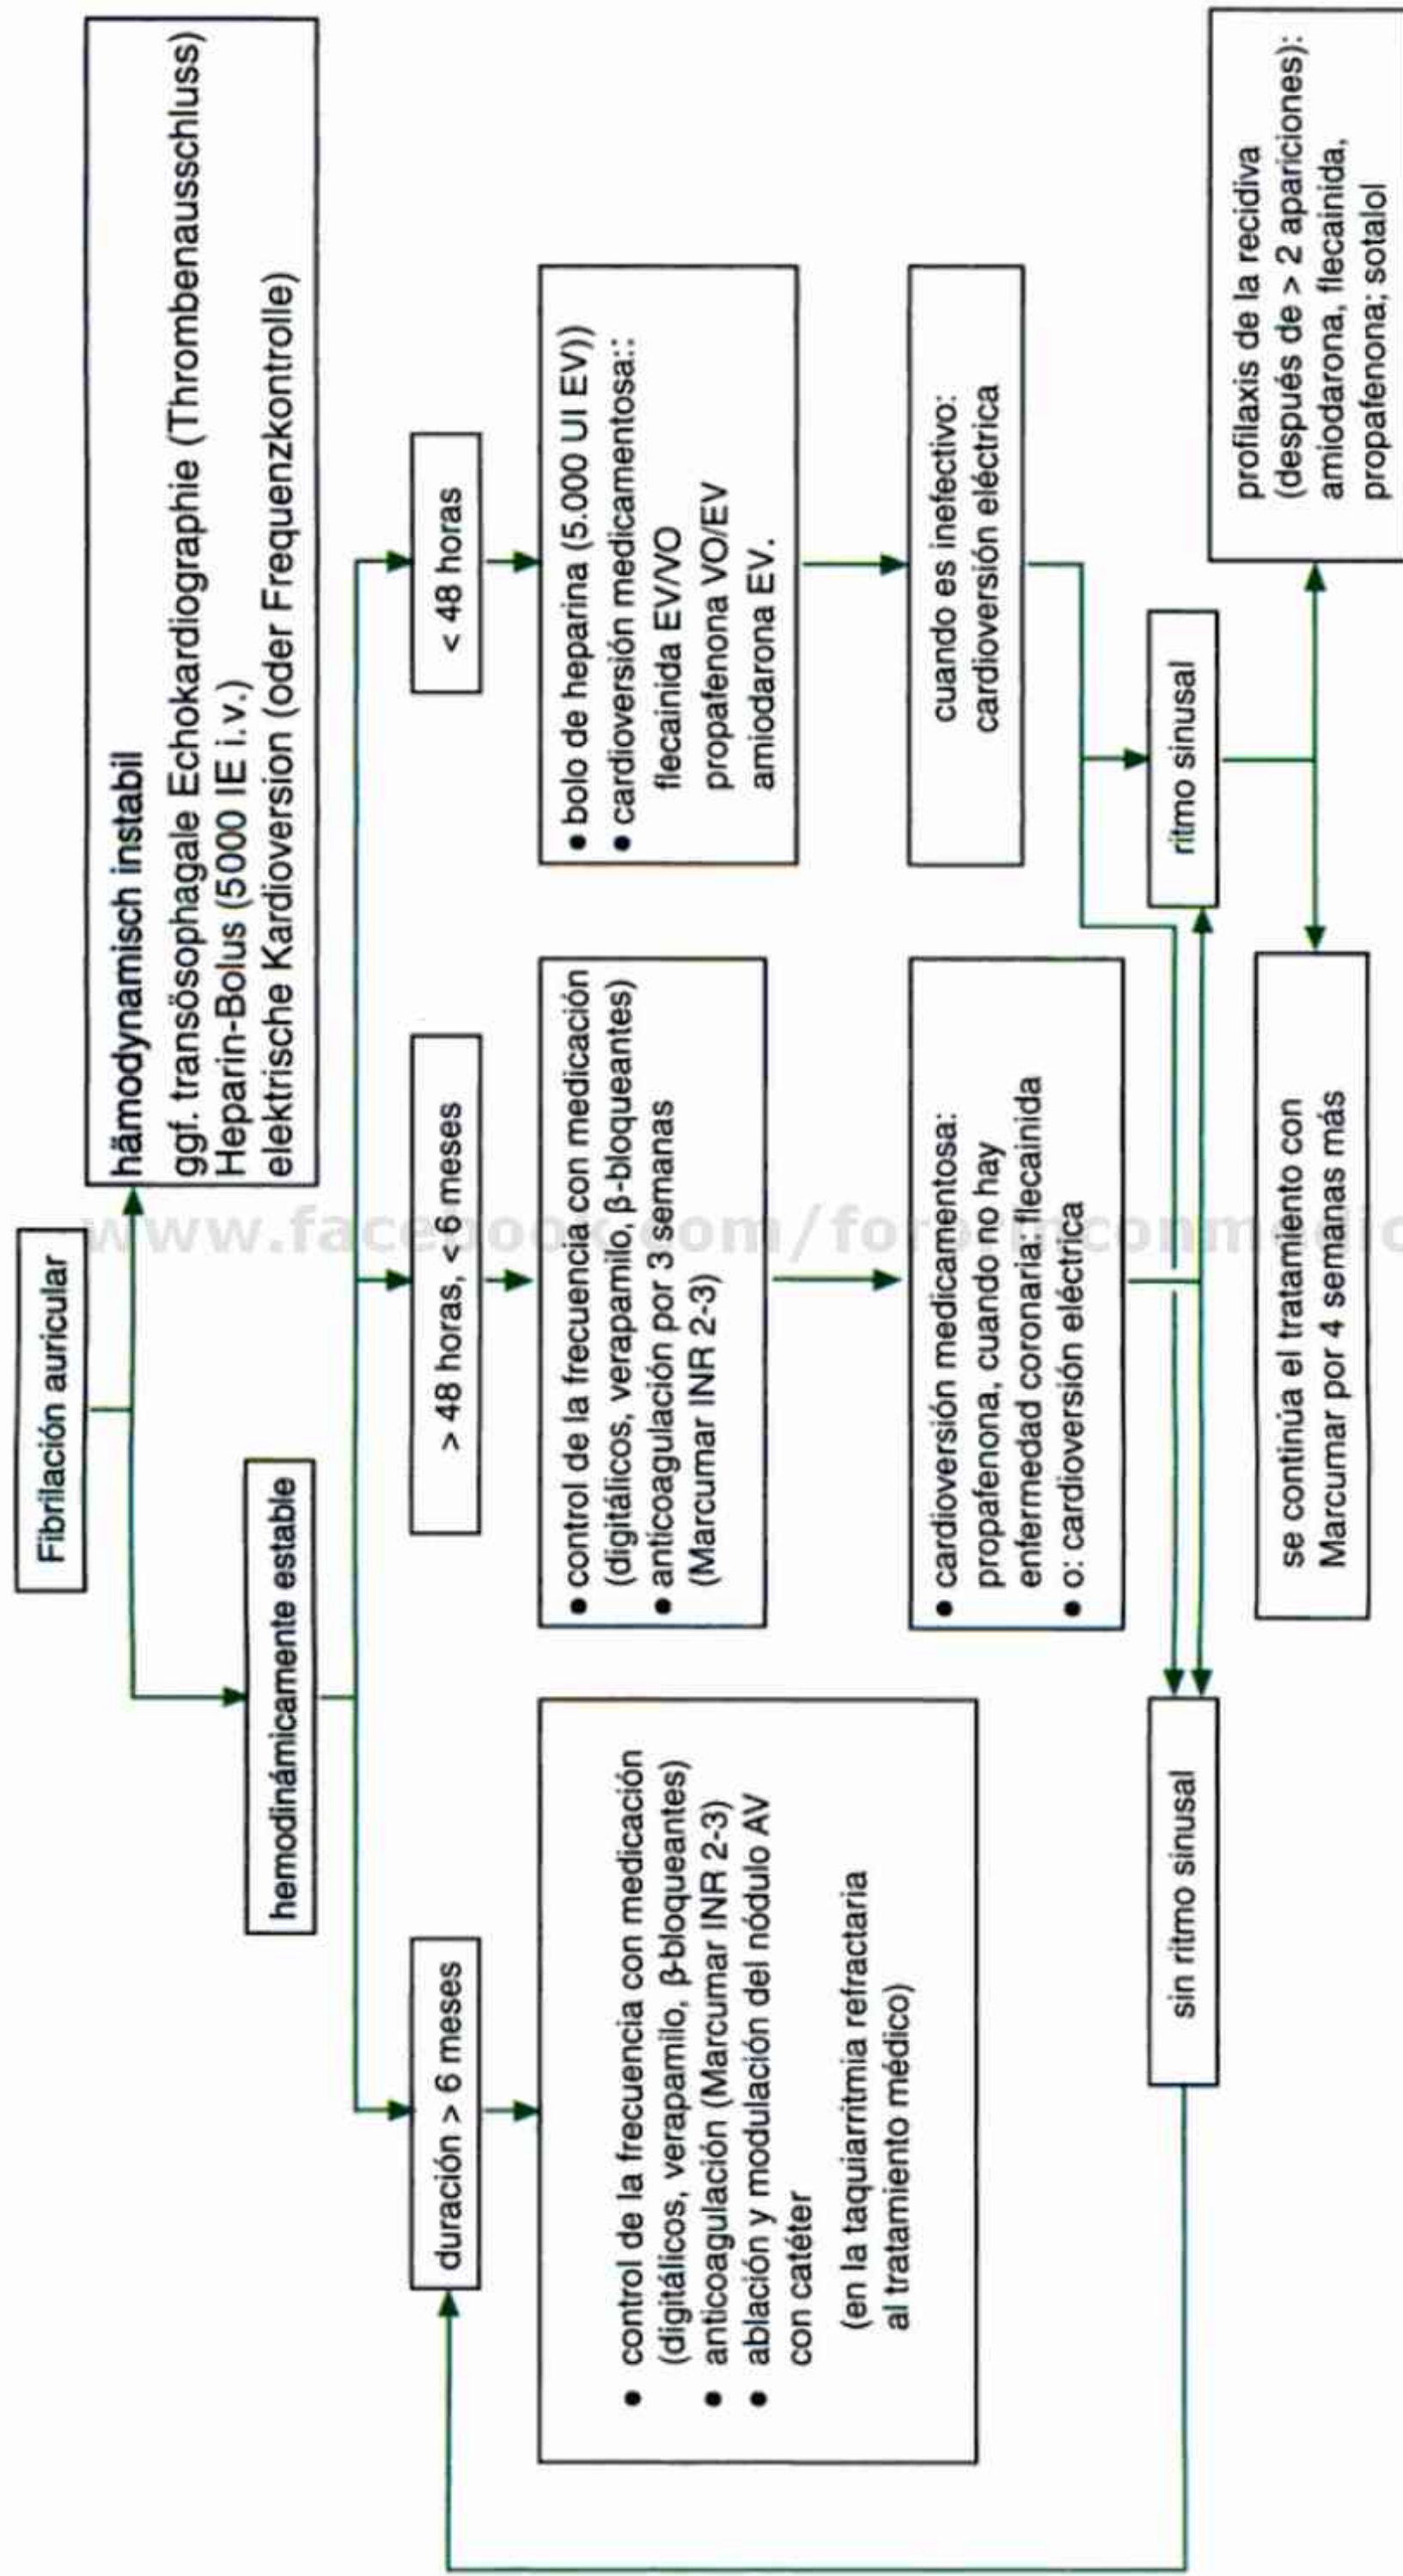 Fibrilación auricular
hämodynamisch instabil
ggf. transösophagale Echokardiographie (Thrombenausschluss)
Heparin-Bolus (5000 IE i.v.)
elektrische Kardioversion (oder Frequenzkontrolle)
hemodinámicamente estable
duración > 6 meses
> 48 horas, < 6 meses
< 48 horas
• control de la frecuencia con medicación
(digitálicos, verapamilo, β-bloqueantes)
• anticoagulación (Marcumar INR 2-3)
• ablación y modulación del nódulo AV
con catéter
(en la taquiarritmia refractaria
al tratamiento médico)
• control de la frecuencia con medicación
(digitálicos, verapamilo, β-bloqueantes)
• anticoagulación por 3 semanas
(Marcumar INR 2-3)
• bolo de heparina (5.000 UI EV))
• cardioversión medicamentosa::
flecainida EV/VO
propafenona VO/EV
amiodarona EV.
• cardioversión medicamentosa:
propafenona, cuando no hay
enfermedad coronaria: flecainida
• o: cardioversión eléctrica
cuando es inefectivo:
cardioversión eléctrica
sin ritmo sinusal
ritmo sinusal
se continúa el tratamiento con
Marcumar por 4 semanas más
profilaxis de la recidiva
(después de > 2 apariciones):
amiodarona, flecainida,
propafenona; sotalol